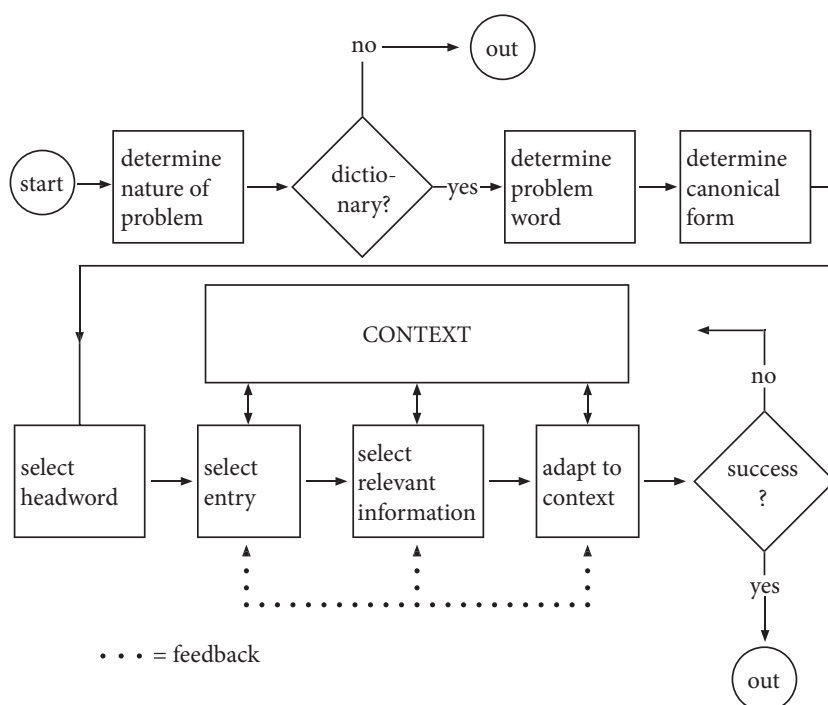 no
out
start
determine
nature of
problem
dictio-
nary?
yes
determine
problem
word
determine
canonical
form
CONTEXT
no
select
headword
select
entry
select
relevant
information
adapt to
context
success
?
yes
• • • = feedback
out